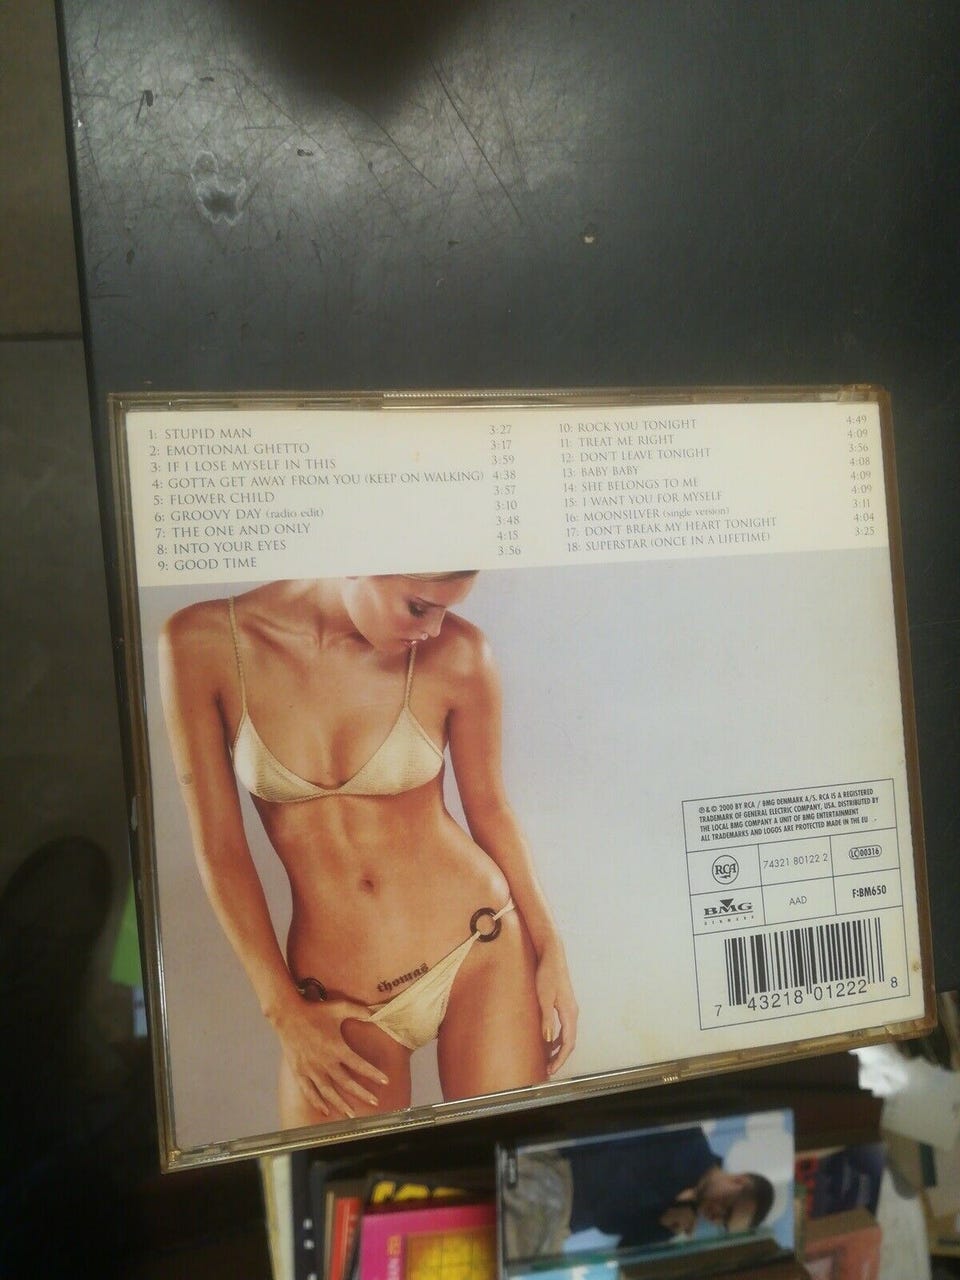 1: STUPID MAN 3:27
2: EMOTIONAL GHETTO 3:17
3: IF I LOSE MYSELF IN THIS 3:59
4: GOTTA GET AWAY FROM YOU (KEEP ON WALKING) 4:38
5: FLOWER CHILD 3:57
6: GROOVY DAY (radio edit) 3:10
7: THE ONE AND ONLY 3:48
8: INTO YOUR EYES 4:15
9: GOOD TIME 3:56
10: ROCK YOU TONIGHT 4:49
11: TREAT ME RIGHT 4:09
12: DON'T LEAVE TONIGHT 3:56
13: BABY BABY 4:08
14: SHE BELONGS TO ME 4:09
15: I WANT YOU FOR MYSELF 4:09
16: MOONSILVER (single version) 3:11
17: DON'T BREAK MY HEART TONIGHT 4:04
18: SUPERSTAR (ONCE IN A LIFETIME) 3:25
thomas
℗ & © 2000 BY RCA / BMG DENMARK A/S. RCA IS A REGISTERED
TRADEMARK OF GENERAL ELECTRIC COMPANY, USA. DISTRIBUTED BY
THE LOCAL BMG COMPANY A UNIT OF BMG ENTERTAINMENT
ALL TRADEMARKS AND LOGOS ARE PROTECTED MADE IN THE EU
RCA 74321 80122 2 LC 00316
BMG AAD F:BM650
DENMARK
7 43218 01222 8